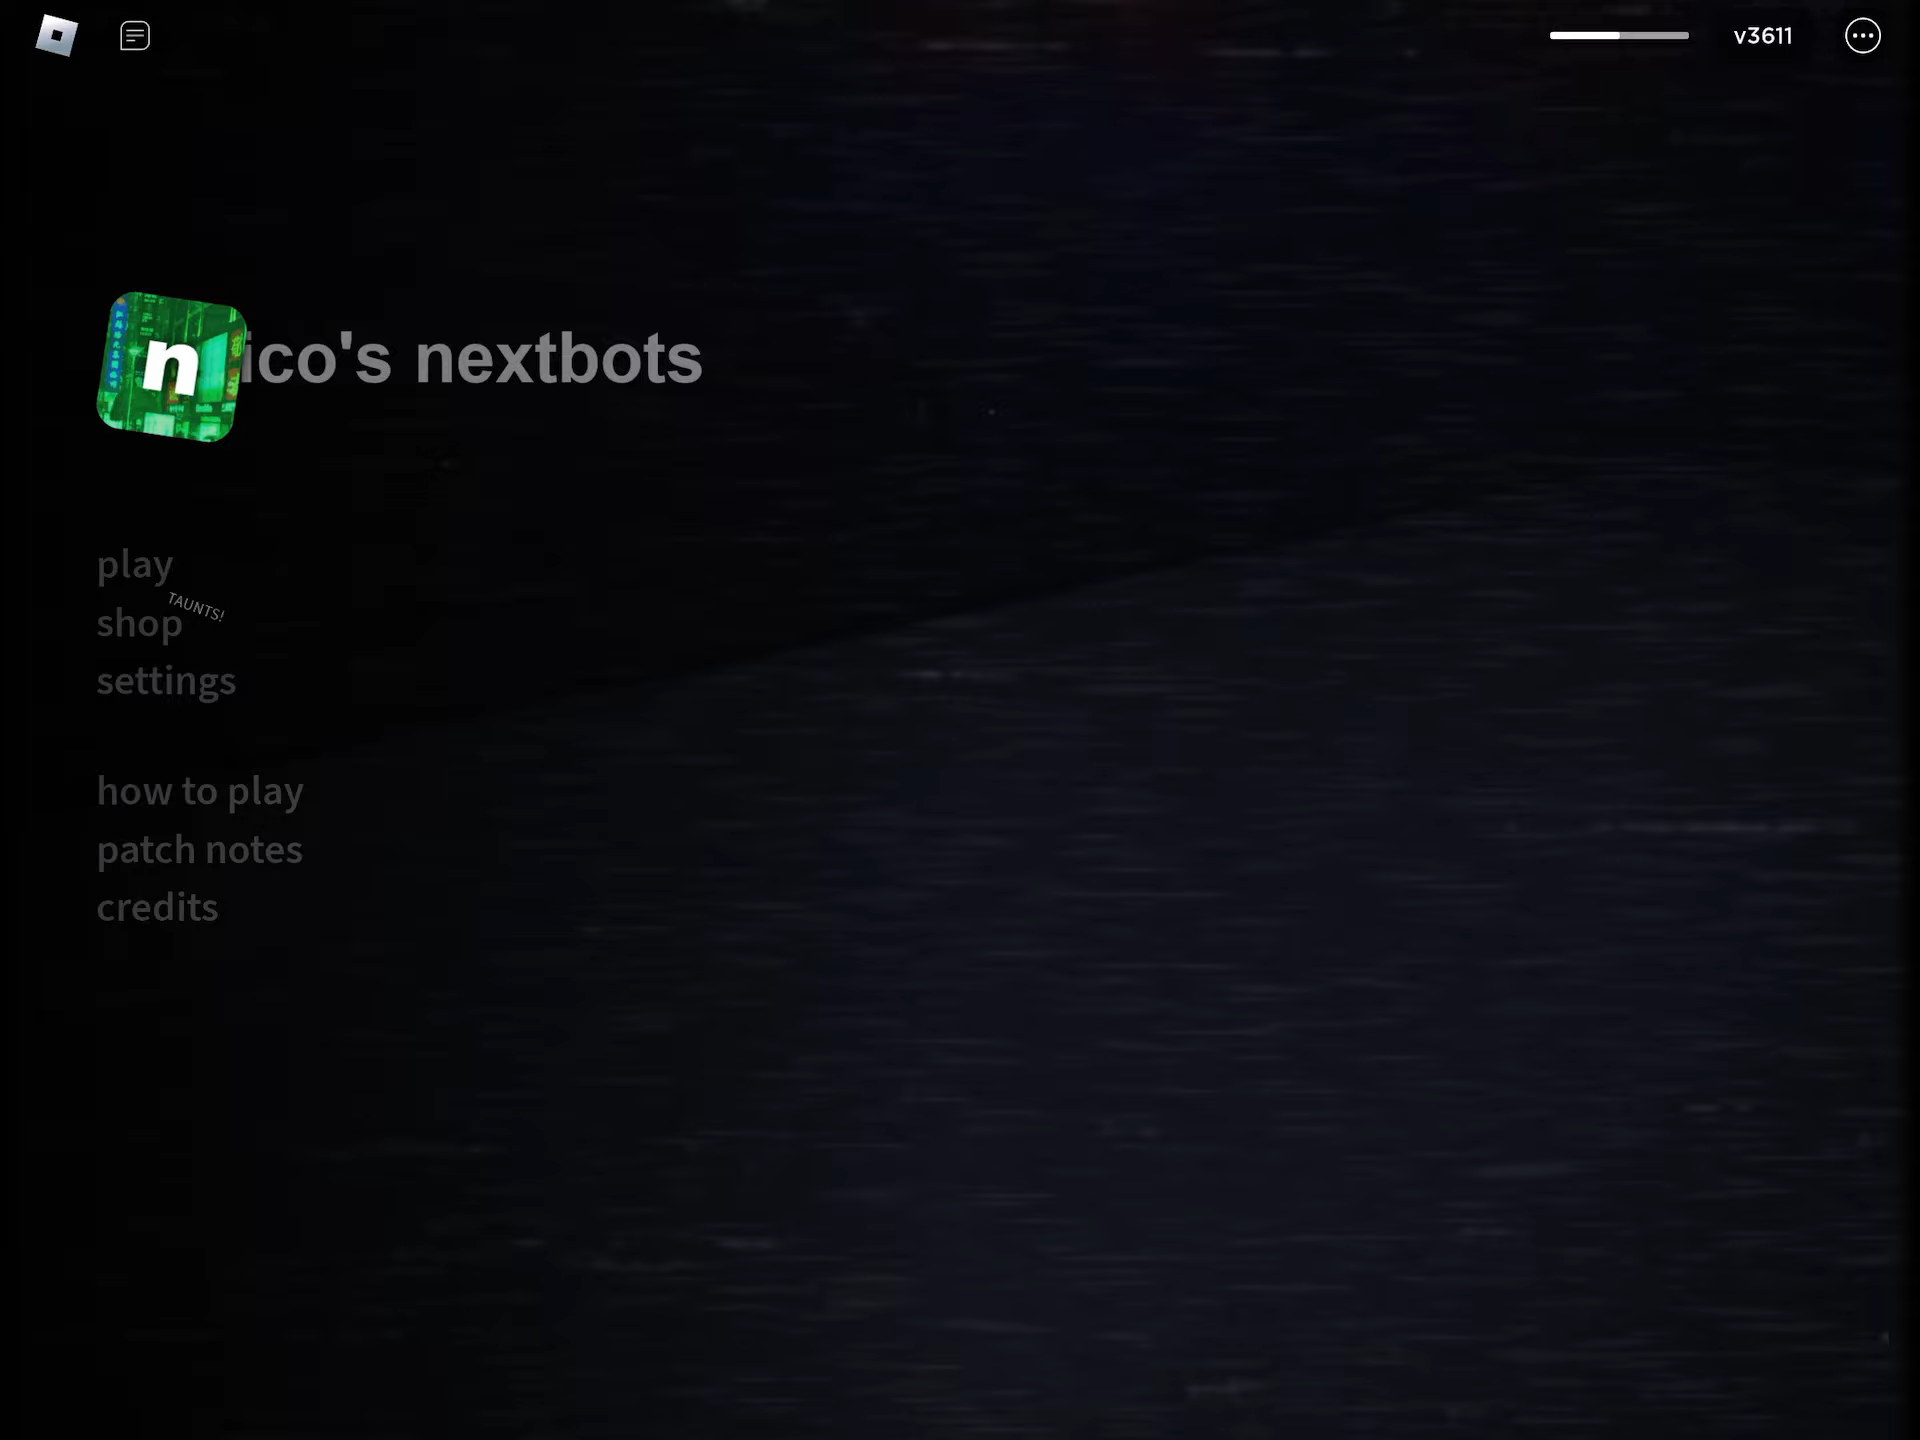 v3611
nico's nextbots
play
TAUNTS!
shop
settings
how to play
patch notes
credits